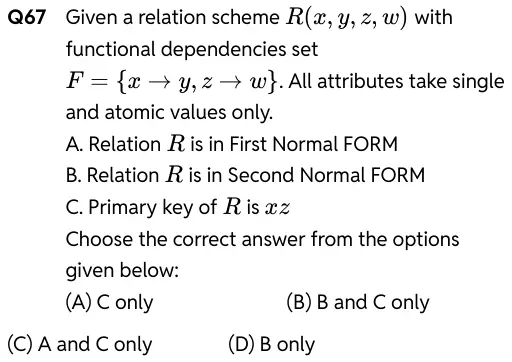 Q67 Given a relation scheme R(x, y, z, w) with
functional dependencies set
F = {x → y, z → w}. All attributes take single
and atomic values only.
A. Relation R is in First Normal FORM
B. Relation R is in Second Normal FORM
C. Primary key of R is xz
Choose the correct answer from the options
given below:
(A) C only (B) B and C only
(C) A and C only (D) B only